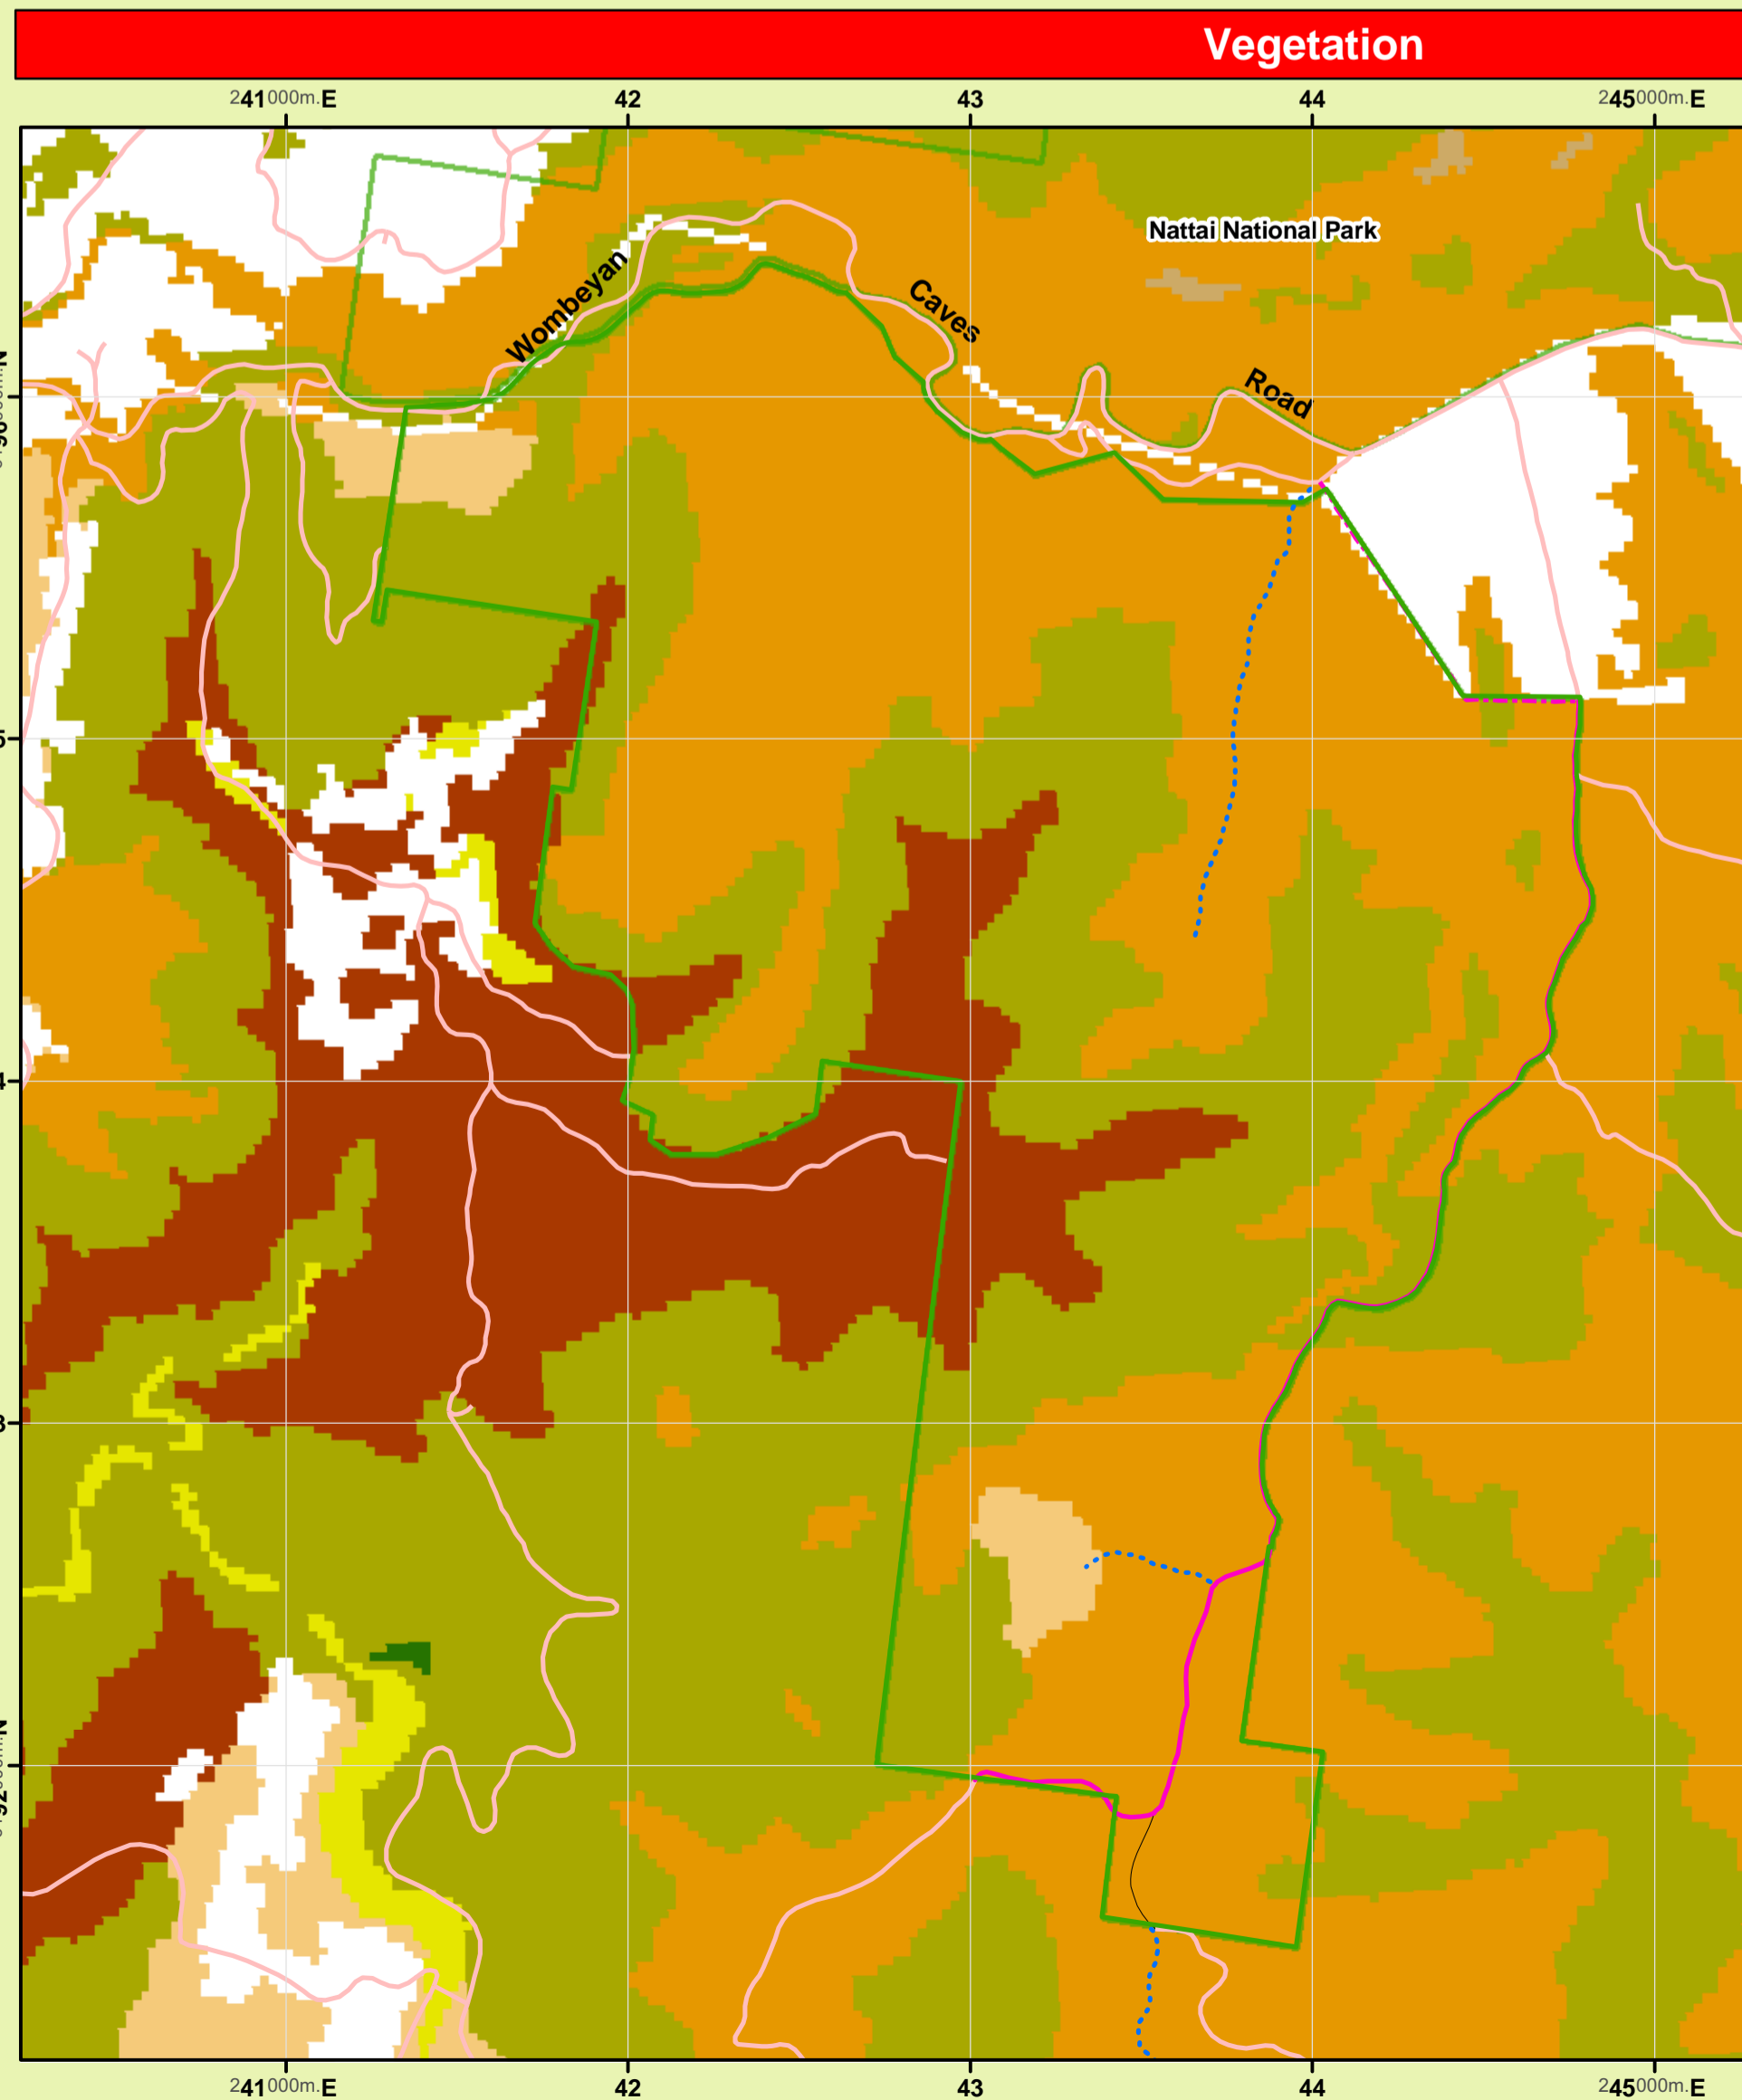 Vegetation
241000m.E 42 43 44 245000m.E
Nattai National Park
Wombeyan
Caves
Road
241000m.E 42 43 44 245000m.E